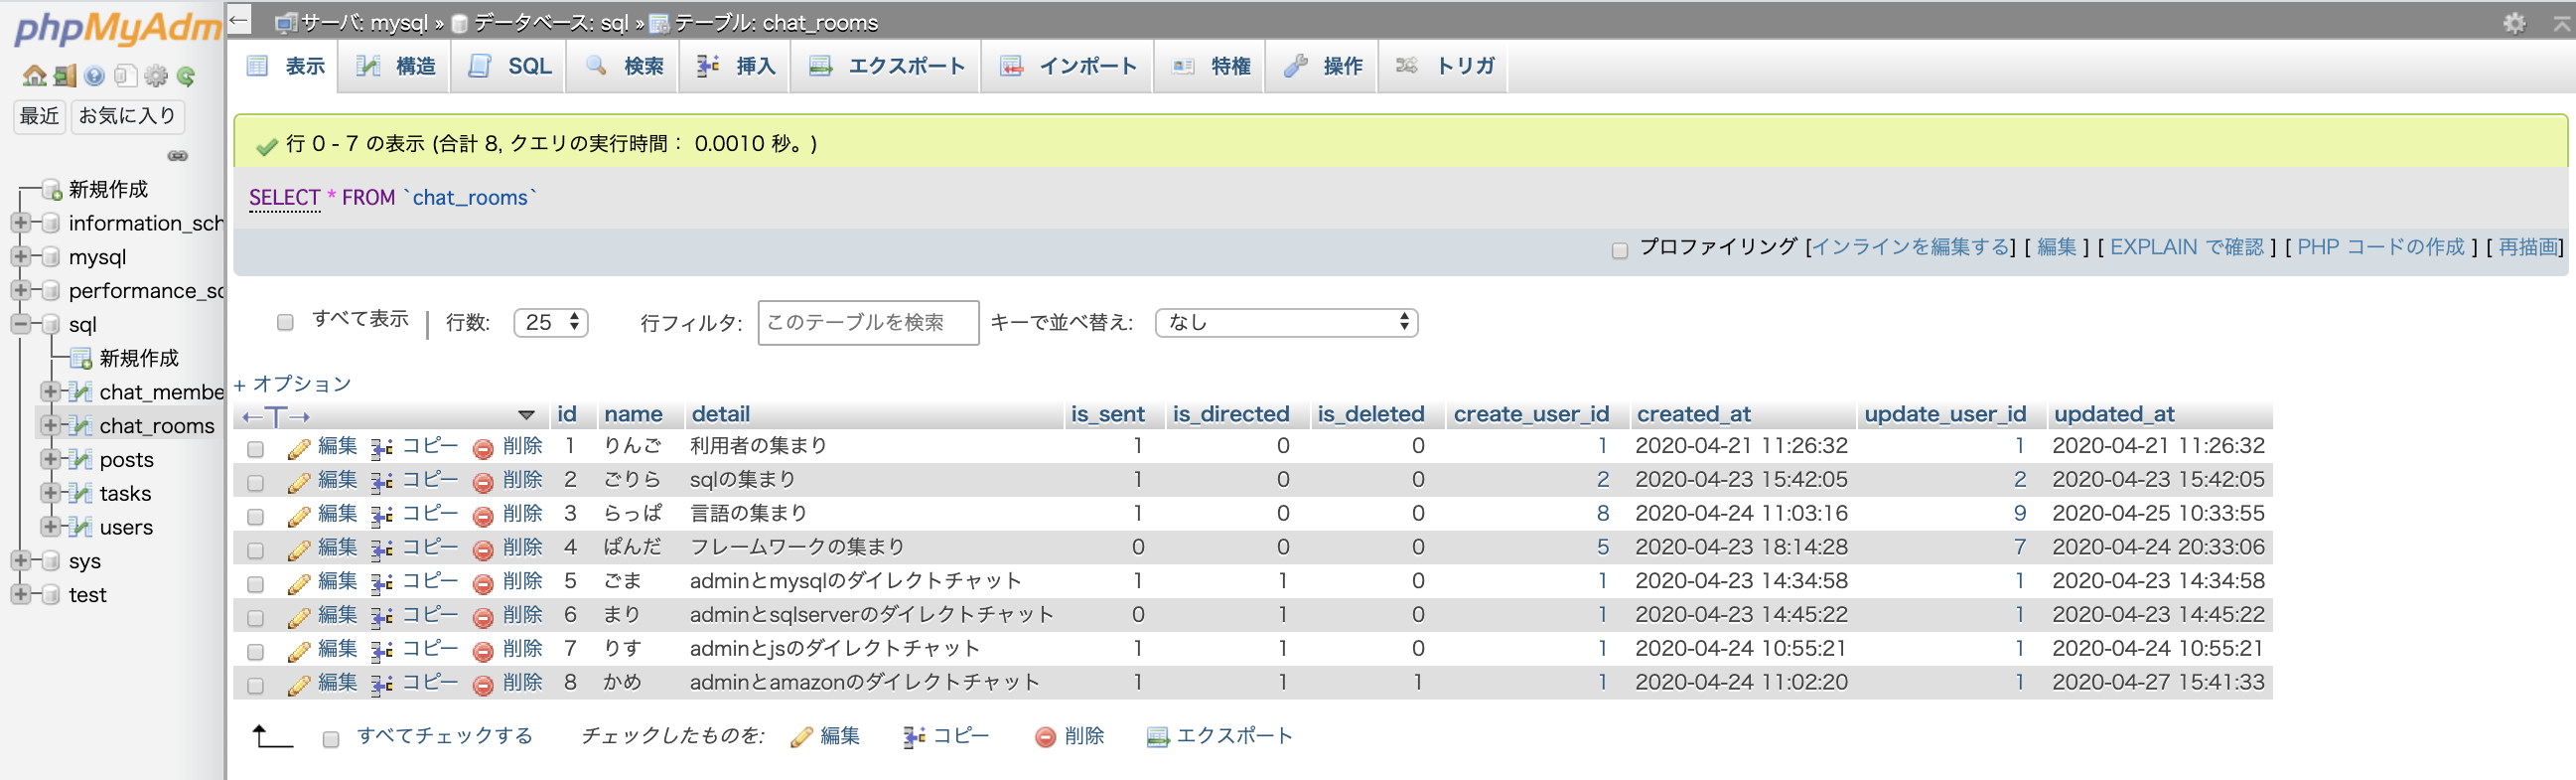 phpMyAdm
最近 お気に入り
新規作成
information_sch
mysql
performance_sc
sql
新規作成
chat_membe
chat_rooms
posts
tasks
users
sys
test
← サーバ: mysql » データベース: sql » テーブル: chat_rooms
表示 構造 SQL 検索 挿入 エクスポート インポート 特権 操作 トリガ
行 0 - 7 の表示 (合計 8, クエリの実行時間： 0.0010 秒。)
SELECT * FROM `chat_rooms`
プロファイリング [インラインを編集する] [ 編集 ] [ EXPLAIN で確認 ] [ PHP コードの作成 ] [ 再描画]
すべて表示 | 行数: 25 行フィルタ: このテーブルを検索 キーで並べ替え: なし
+ オプション
←T→ id name detail is_sent is_directed is_deleted create_user_id created_at update_user_id updated_at
編集 コピー 削除 1 りんご 利用者の集まり 1 0 0 1 2020-04-21 11:26:32 1 2020-04-21 11:26:32
編集 コピー 削除 2 ごりら sqlの集まり 1 0 0 2 2020-04-23 15:42:05 2 2020-04-23 15:42:05
編集 コピー 削除 3 らっぱ 言語の集まり 1 0 0 8 2020-04-24 11:03:16 9 2020-04-25 10:33:55
編集 コピー 削除 4 ぱんだ フレームワークの集まり 0 0 0 5 2020-04-23 18:14:28 7 2020-04-24 20:33:06
編集 コピー 削除 5 ごま adminとmysqlのダイレクトチャット 1 1 0 1 2020-04-23 14:34:58 1 2020-04-23 14:34:58
編集 コピー 削除 6 まり adminとsqlserverのダイレクトチャット 0 1 0 1 2020-04-23 14:45:22 1 2020-04-23 14:45:22
編集 コピー 削除 7 りす adminとjsのダイレクトチャット 1 1 0 1 2020-04-24 10:55:21 1 2020-04-24 10:55:21
編集 コピー 削除 8 かめ adminとamazonのダイレクトチャット 1 1 1 1 2020-04-24 11:02:20 1 2020-04-27 15:41:33
すべてチェックする チェックしたものを: 編集 コピー 削除 エクスポート